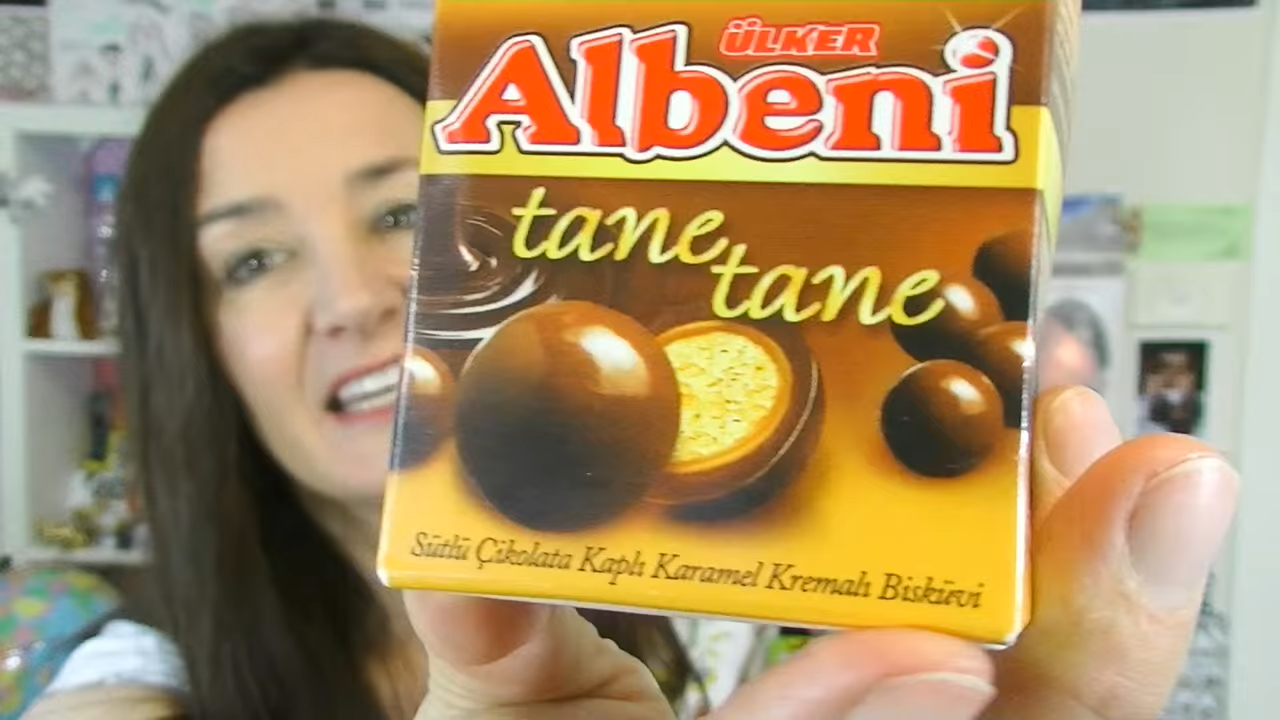 ÜLKER
Albeni
tane
tane
Sütlü Çikolata Kaplı Karamel Kremalı Bisküvi